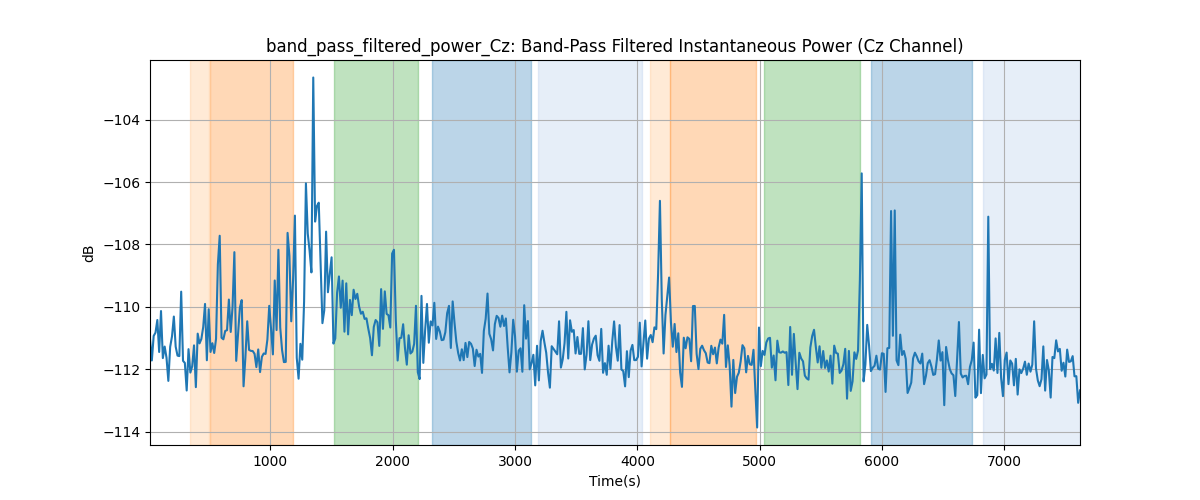 band_pass_filtered_power_Cz: Band-Pass Filtered Instantaneous Power (Cz Channel)
−104
−106
−108
−110
−112
−114
dB
1000 2000 3000 4000 5000 6000 7000
Time(s)